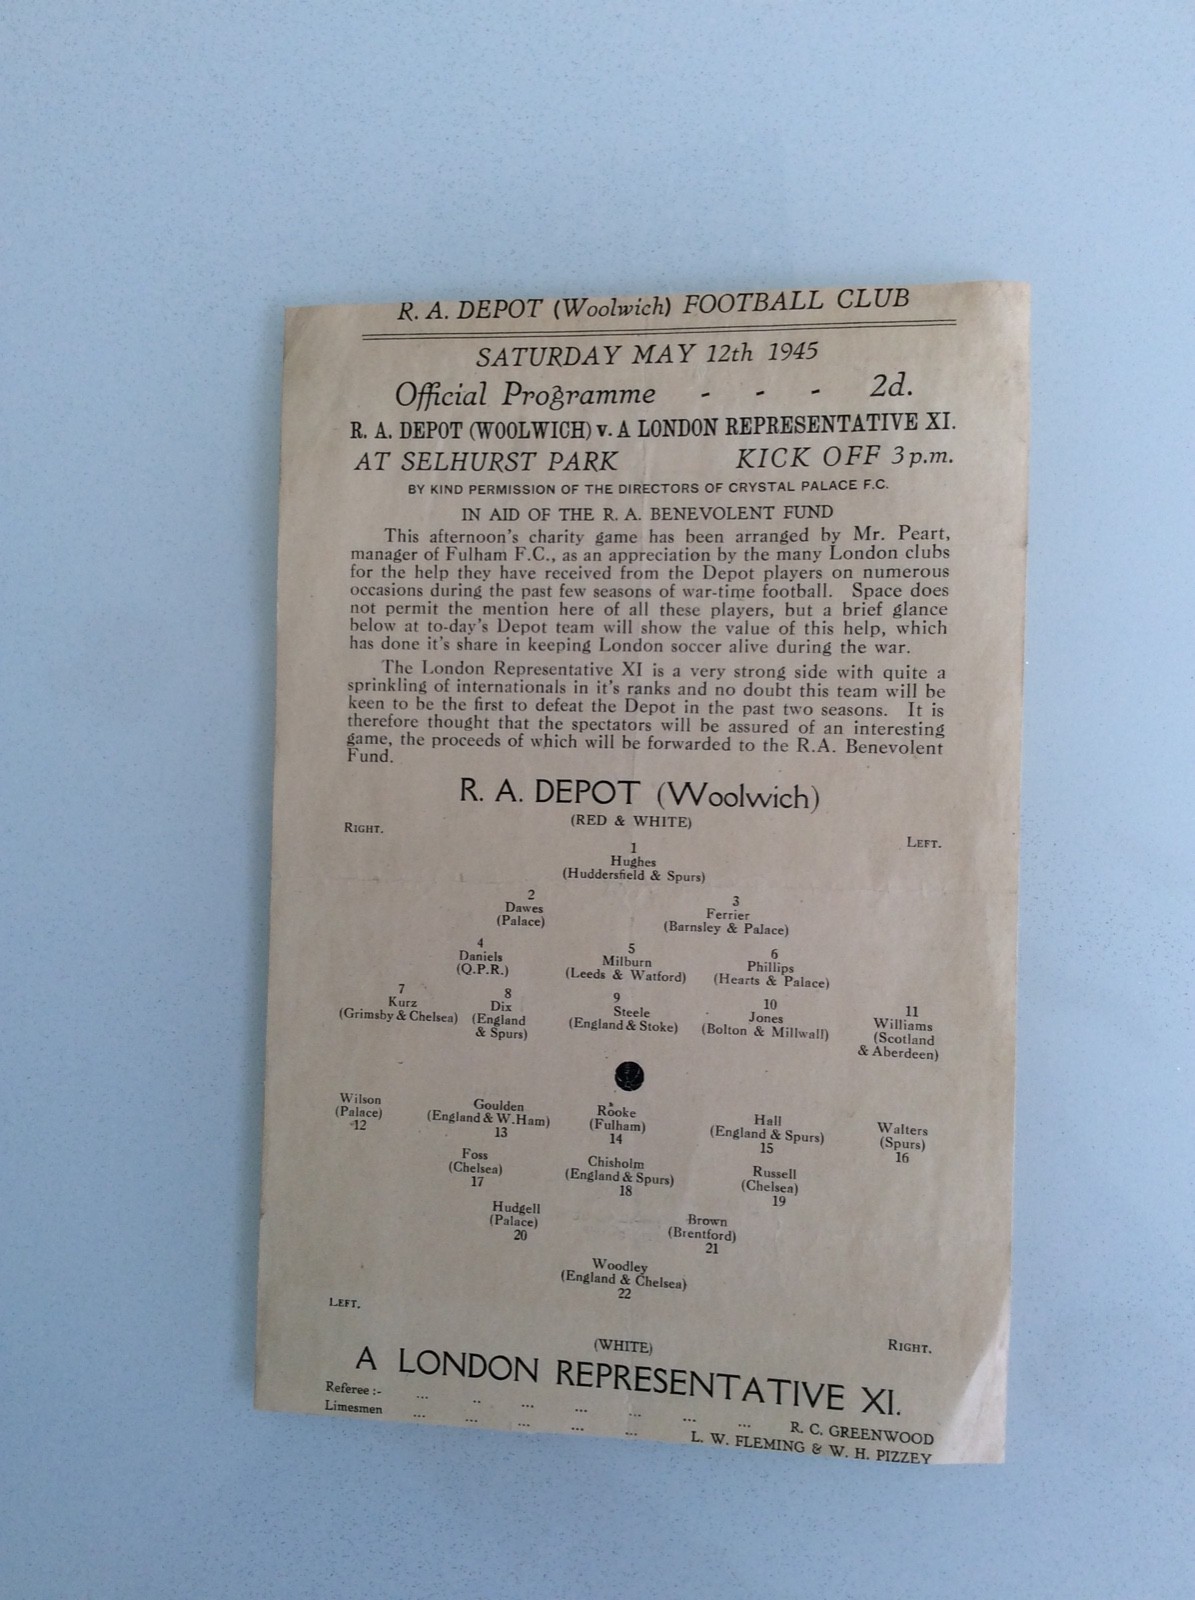 R. A. DEPOT (Woolwich) FOOTBALL CLUB
SATURDAY MAY 12th 1945
Official Programme - - - 2d.
R. A. DEPOT (WOOLWICH) v. A LONDON REPRESENTATIVE XI.
AT SELHURST PARK KICK OFF 3 p.m.
BY KIND PERMISSION OF THE DIRECTORS OF CRYSTAL PALACE F.C.
IN AID OF THE R. A. BENEVOLENT FUND
This afternoon's charity game has been arranged by Mr. Peart,
manager of Fulham F.C., as an appreciation by the many London clubs
for the help they have received from the Depot players on numerous
occasions during the past few seasons of war-time football. Space does
not permit the mention here of all these players, but a brief glance
below at to-day's Depot team will show the value of this help, which
has done it's share in keeping London soccer alive during the war.
The London Representative XI is a very strong side with quite a
sprinkling of internationals in it's ranks and no doubt this team will be
keen to be the first to defeat the Depot in the past two seasons. It is
therefore thought that the spectators will be assured of an interesting
game, the proceeds of which will be forwarded to the R.A. Benevolent
Fund.
R. A. DEPOT (Woolwich)
(RED & WHITE)
RIGHT. LEFT.
1
Hughes
(Huddersfield & Spurs)
2 3
Dawes Ferrier
(Palace) (Barnsley & Palace)
4 5 6
Daniels Milburn Phillips
(Q.P.R.) (Leeds & Watford) (Hearts & Palace)
7 8 9 10 11
Kurz Dix Steele Jones Williams
(Grimsby & Chelsea) (England (England & Stoke) (Bolton & Millwall) (Scotland
& Spurs) & Aberdeen)
Wilson Goulden Rooke Hall Walters
(Palace) (England & W.Ham) (Fulham) (England & Spurs) (Spurs)
12 13 14 15 16
Foss Chisholm Russell
(Chelsea) (England & Spurs) (Chelsea)
17 18 19
Hudgell Brown
(Palace) (Brentford)
20 21
Woodley
(England & Chelsea)
22
LEFT. RIGHT.
(WHITE)
A LONDON REPRESENTATIVE XI.
Referee :- ... .. ... ... ... ... ... R. C. GREENWOOD
Limesmen ... ... ... ... ... L. W. FLEMING & W. H. PIZZEY